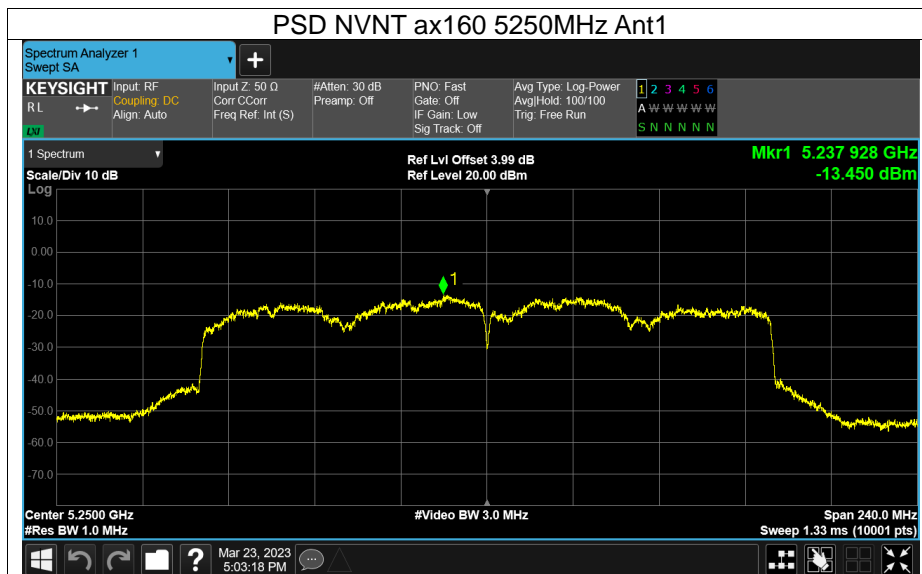 PSD NVNT ax160 5250MHz Ant1
Spectrum Analyzer 1
Swept SA
+
KEYSIGHT
R L
LXI
Input: RF
Coupling: DC
Align: Auto
Input Z: 50 Ω
Corr CCorr
Freq Ref: Int (S)
#Atten: 30 dB
Preamp: Off
PNO: Fast
Gate: Off
IF Gain: Low
Sig Track: Off
Avg Type: Log-Power
Avg|Hold: 100/100
Trig: Free Run
1 2 3 4 5 6
A W W W W W
S N N N N N
1 Spectrum
Scale/Div 10 dB
Log
Ref Lvl Offset 3.99 dB
Ref Level 20.00 dBm
Mkr1 5.237 928 GHz
-13.450 dBm
10.0
0.00
-10.0
-20.0
-30.0
-40.0
-50.0
-60.0
-70.0
1
Center 5.2500 GHz
#Res BW 1.0 MHz
#Video BW 3.0 MHz
Span 240.0 MHz
Sweep 1.33 ms (10001 pts)
?
Mar 23, 2023
5:03:18 PM